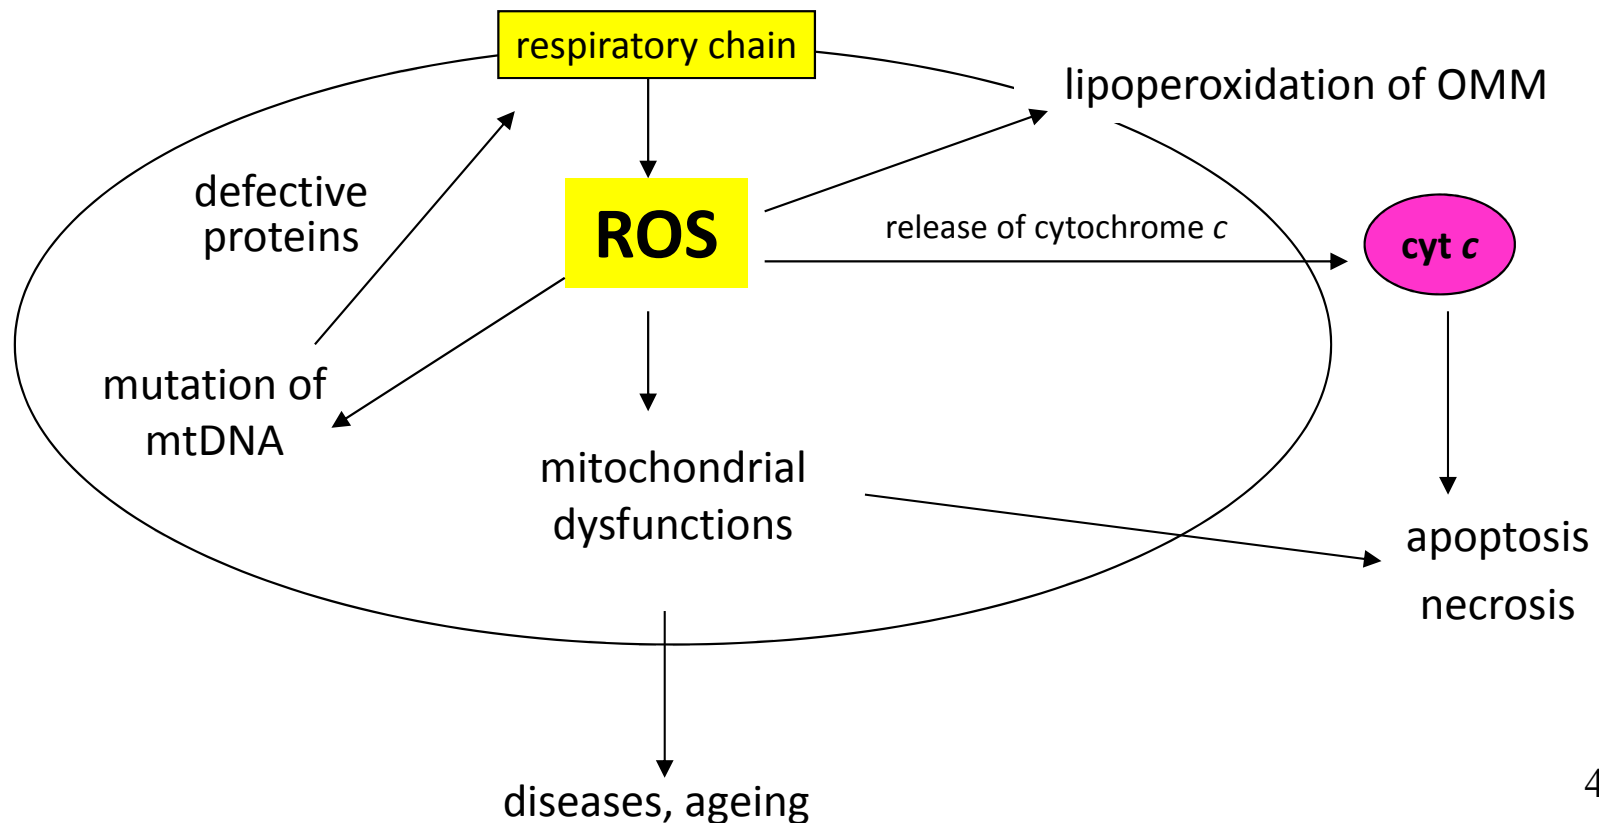 respiratory chain
lipoperoxidation of OMM
defective
proteins
ROS
release of cytochrome c
cyt c
mutation of
mtDNA
mitochondrial
dysfunctions
apoptosis
necrosis
diseases, ageing
4